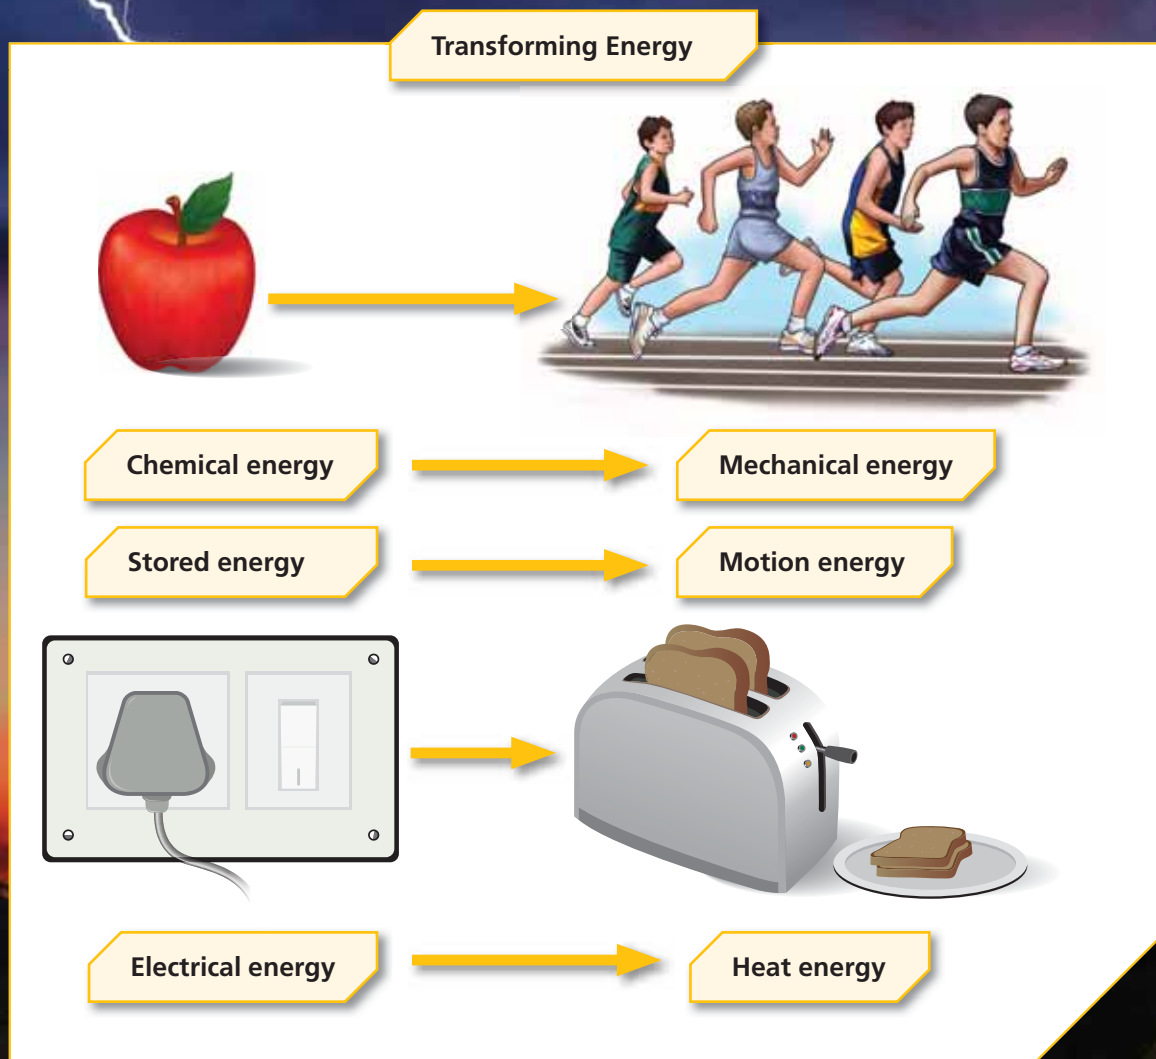 Transforming Energy
Chemical energy
Mechanical energy
Stored energy
Motion energy
Electrical energy
Heat energy